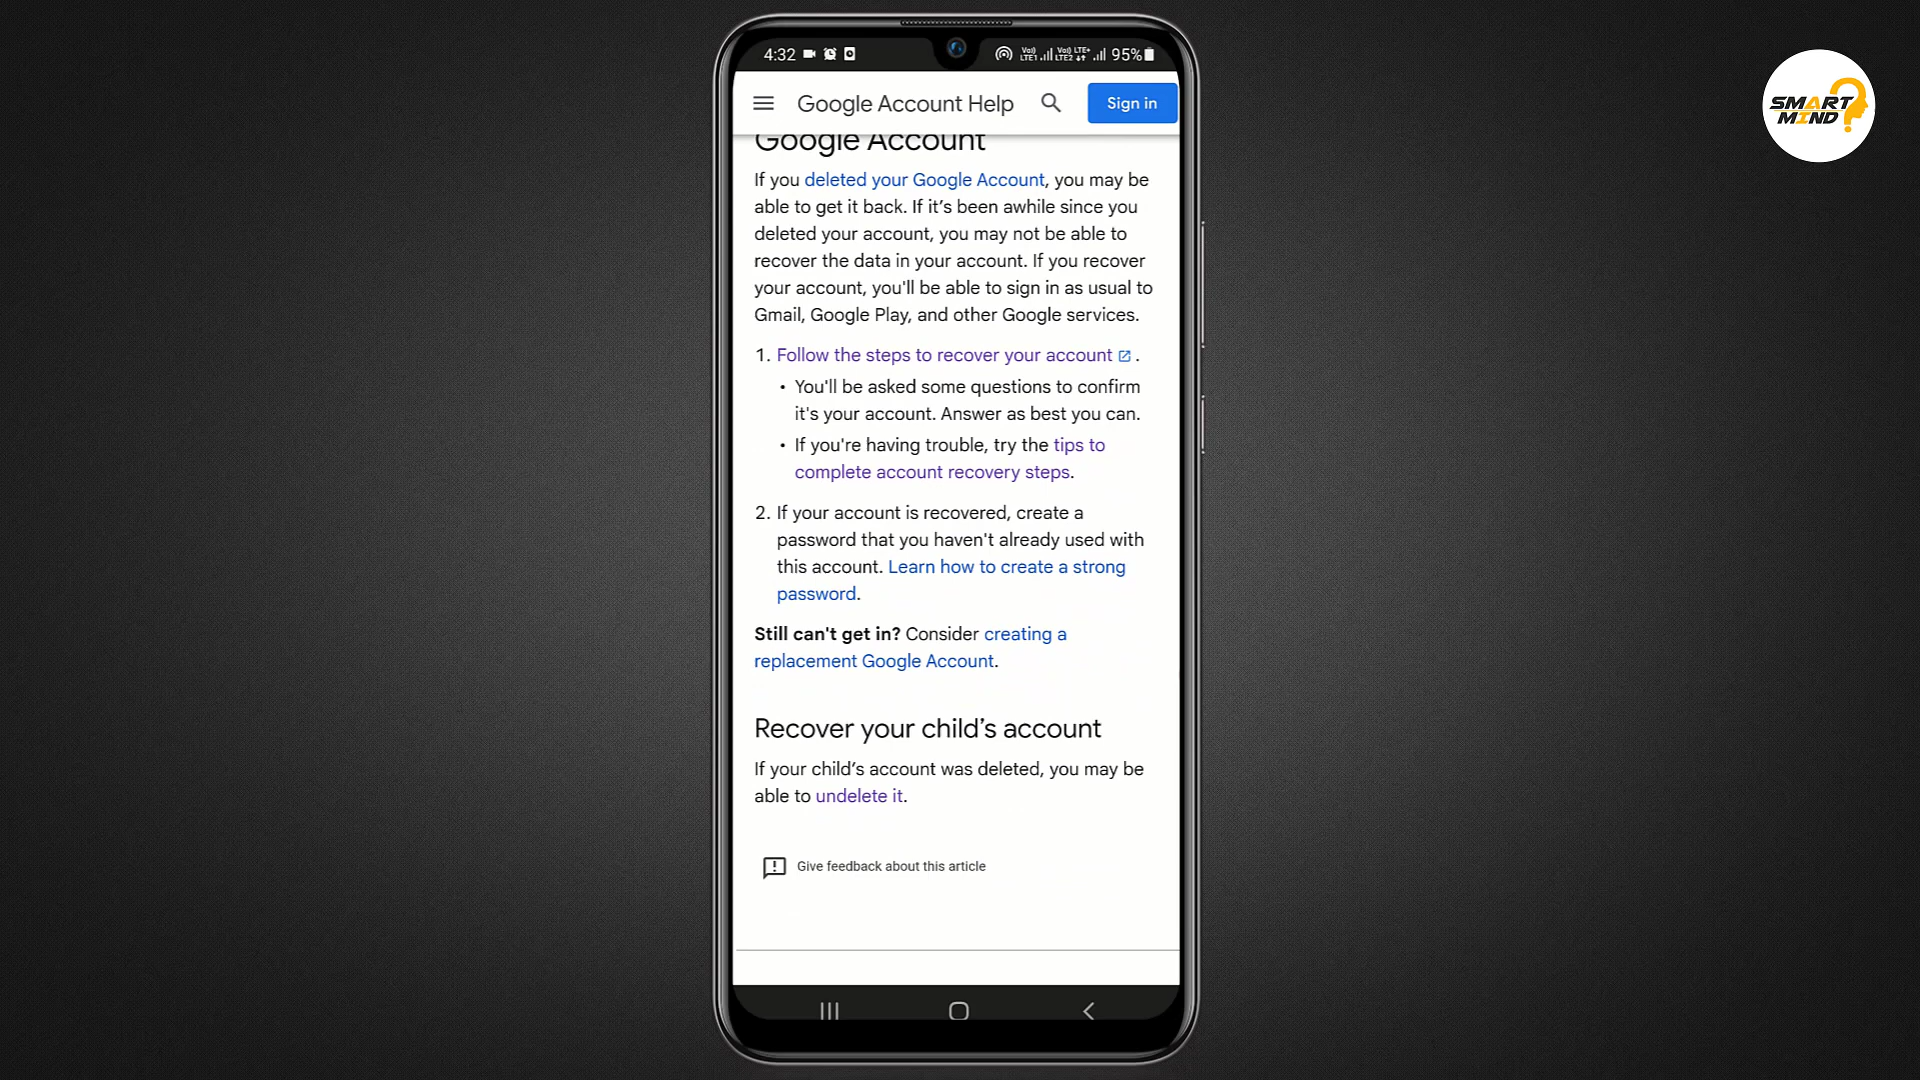 4:32
Vo)) LTE1 Vo)) LTE+ LTE2 95%
Google Account Help
Sign in
SMART
MIND
Google Account
If you deleted your Google Account, you may be
able to get it back. If it’s been awhile since you
deleted your account, you may not be able to
recover the data in your account. If you recover
your account, you'll be able to sign in as usual to
Gmail, Google Play, and other Google services.
1. Follow the steps to recover your account .
• You'll be asked some questions to confirm
it's your account. Answer as best you can.
• If you're having trouble, try the tips to
complete account recovery steps.
2. If your account is recovered, create a
password that you haven't already used with
this account. Learn how to create a strong
password.
Still can't get in? Consider creating a
replacement Google Account.
Recover your child’s account
If your child’s account was deleted, you may be
able to undelete it.
Give feedback about this article